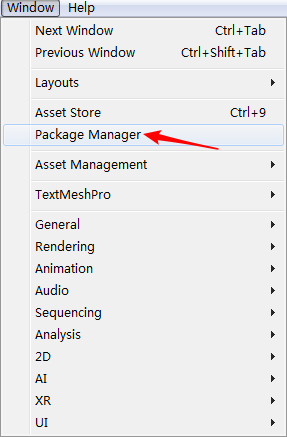 Window Help
Next Window Ctrl+Tab
Previous Window Ctrl+Shift+Tab
Layouts
Asset Store Ctrl+9
Package Manager
Asset Management
TextMeshPro
General
Rendering
Animation
Audio
Sequencing
Analysis
2D
AI
XR
UI